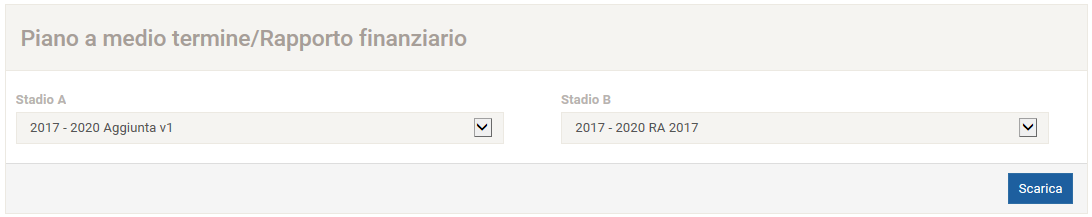 Piano a medio termine/Rapporto finanziario
Stadio A
Stadio B
2017 - 2020 Aggiunta v1
2017 - 2020 RA 2017
Scarica